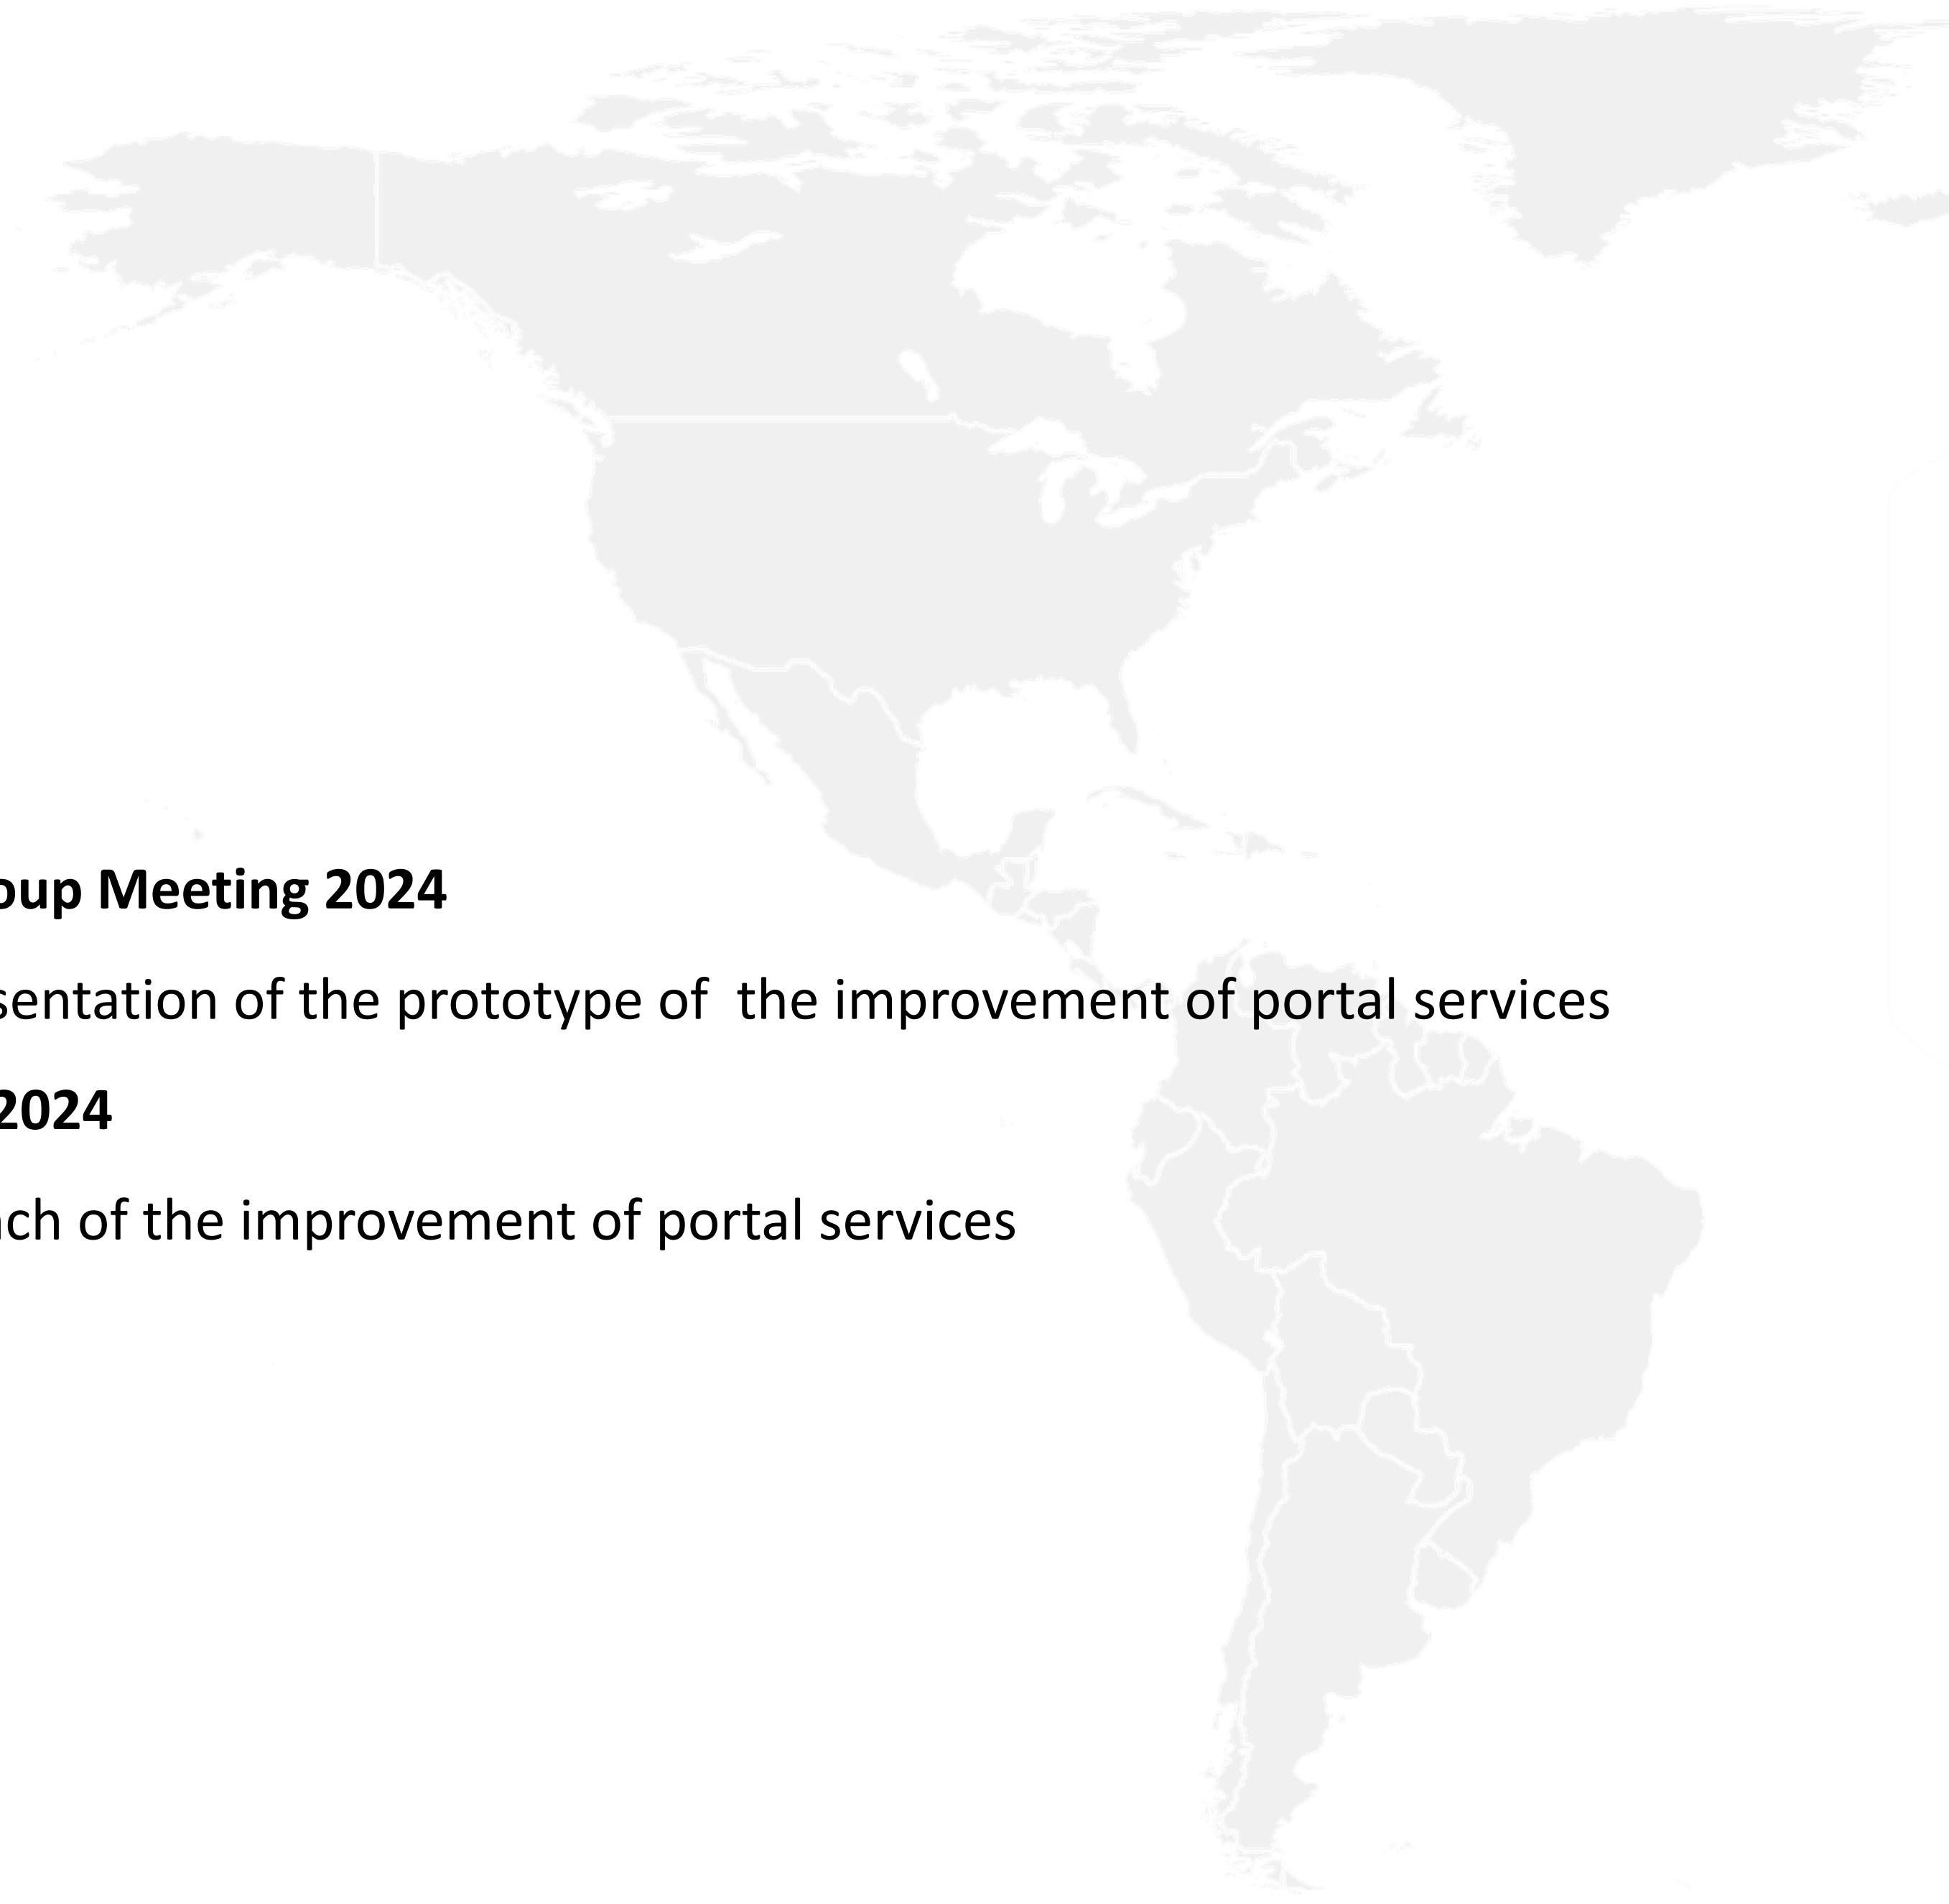 oup Meeting 2024
sentation of the prototype of  the improvement of portal services
2024
ch of the improvement of portal services